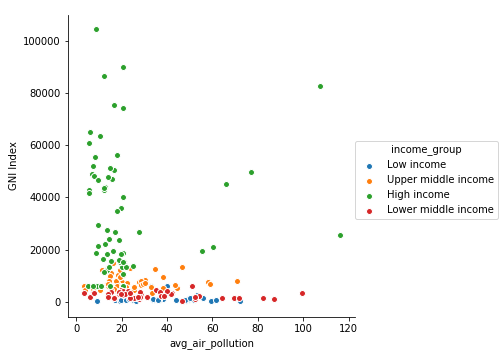 100000
80000
60000
40000
20000
0
GNI Index
0 20 40 60 80 100 120
avg_air_pollution
income_group
Low income
Upper middle income
High income
Lower middle income